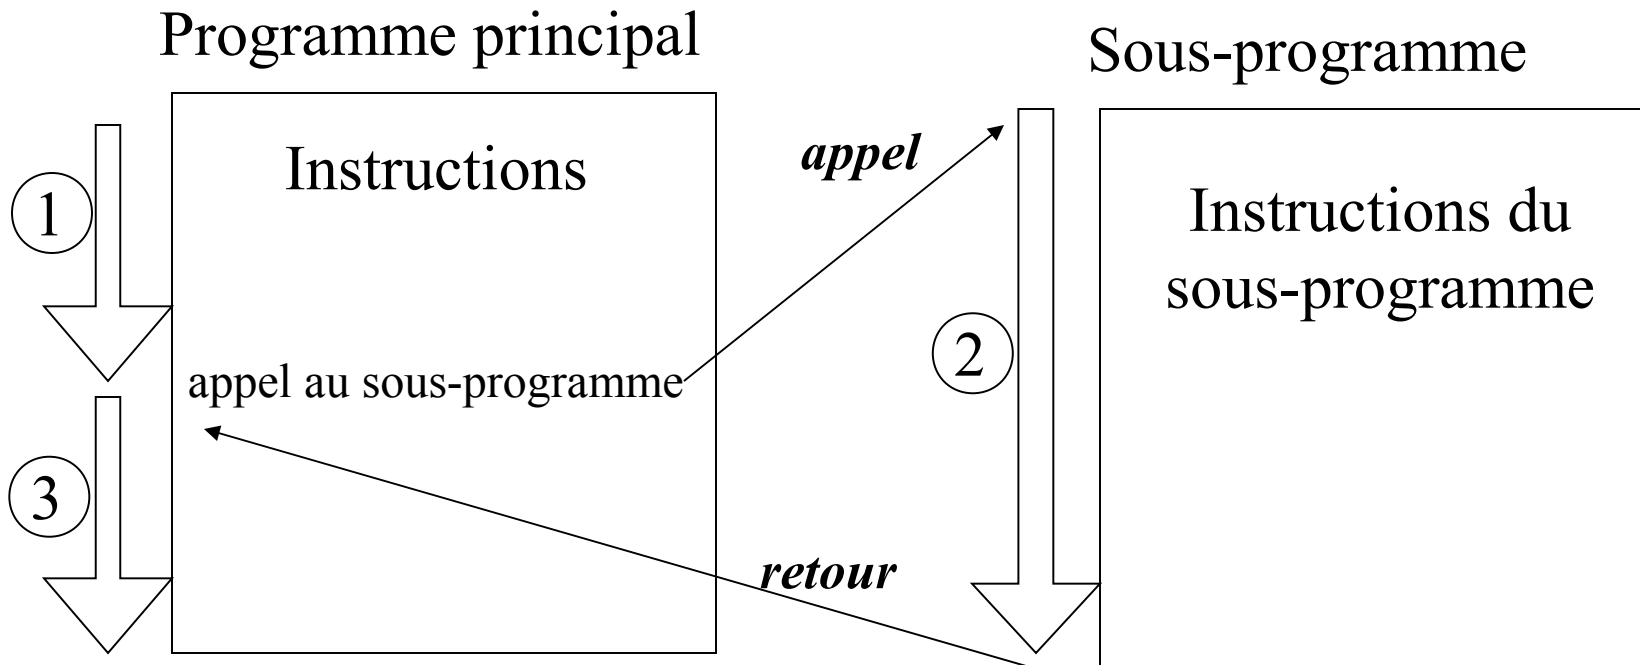 Programme principal
Instructions
1
appel au sous-programme
3
appel
retour
Sous-programme
2
Instructions du
sous-programme